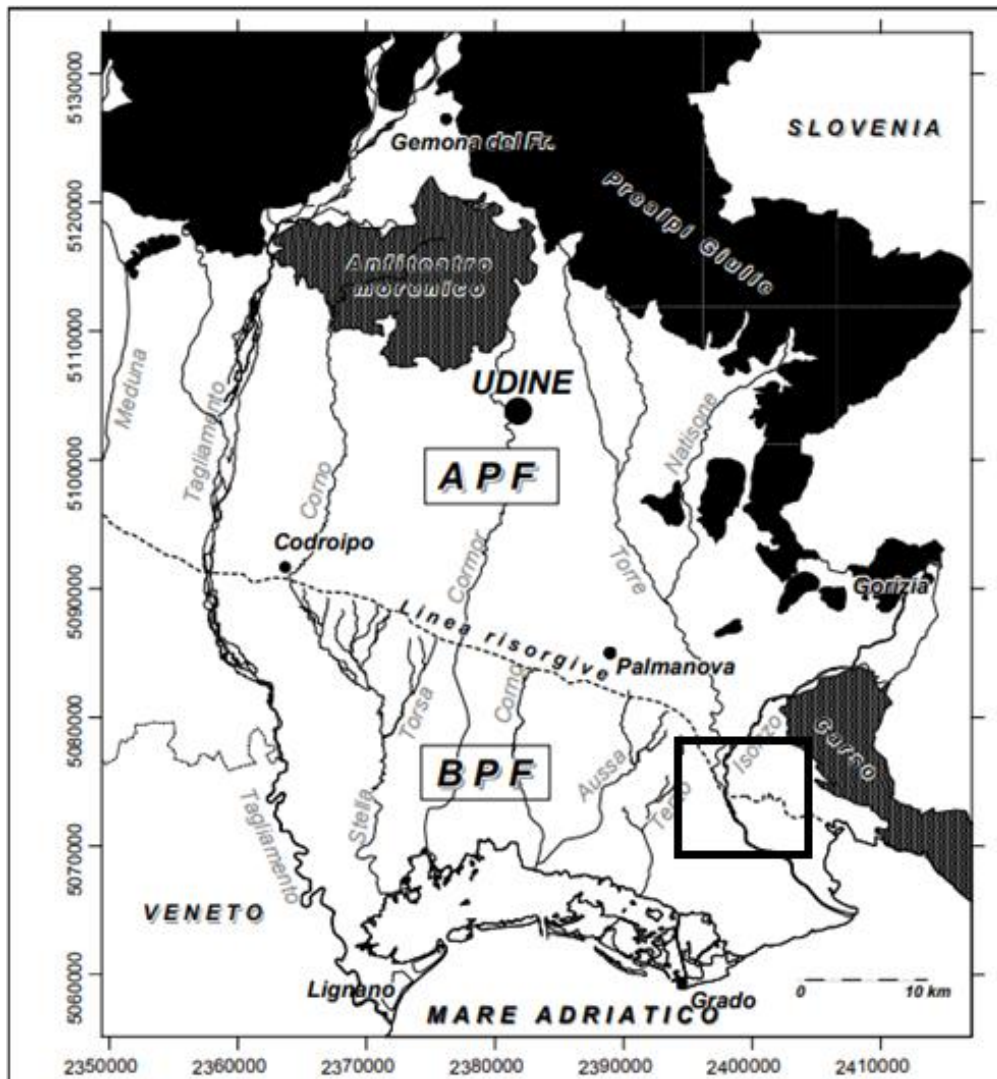 5130000
5120000
5110000
5100000
5090000
5080000
5070000
5060000
SLOVENIA
Gemona del Fr.
Prealpi Giulie
Anfiteatro
morenico
Meduna
Tagliamento
Corno
UDINE
Natisone
APF
Cormor
Torre
Codroipo
Linea risorgive
Gorizia
Palmanova
Torsa
Corno
Isonzo
Carso
BPF
Aussa
Terzo
Stella
Tagliamento
VENETO
Lignano
Grado
0 10 km
MARE ADRIATICO
2350000 2360000 2370000 2380000 2390000 2400000 2410000